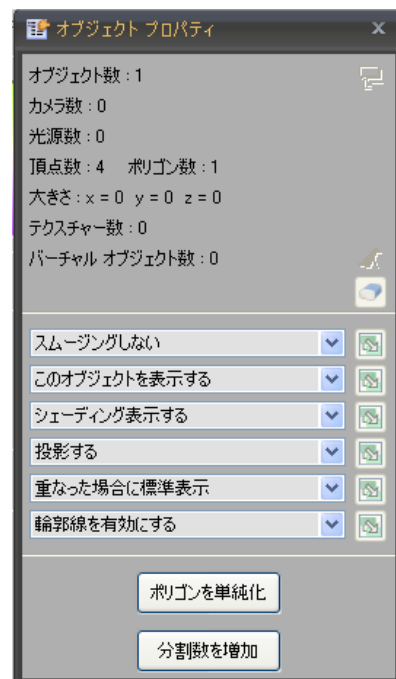 オブジェクト プロパティ
オブジェクト数：1
カメラ数：0
光源数：0
頂点数：4 ポリゴン数：1
大きさ：x = 0 y = 0 z = 0
テクスチャー数：0
バーチャル オブジェクト数：0
スムージングしない
このオブジェクトを表示する
シェーディング表示する
投影する
重なった場合に標準表示
輪郭線を有効にする
ポリゴンを単純化
分割数を増加